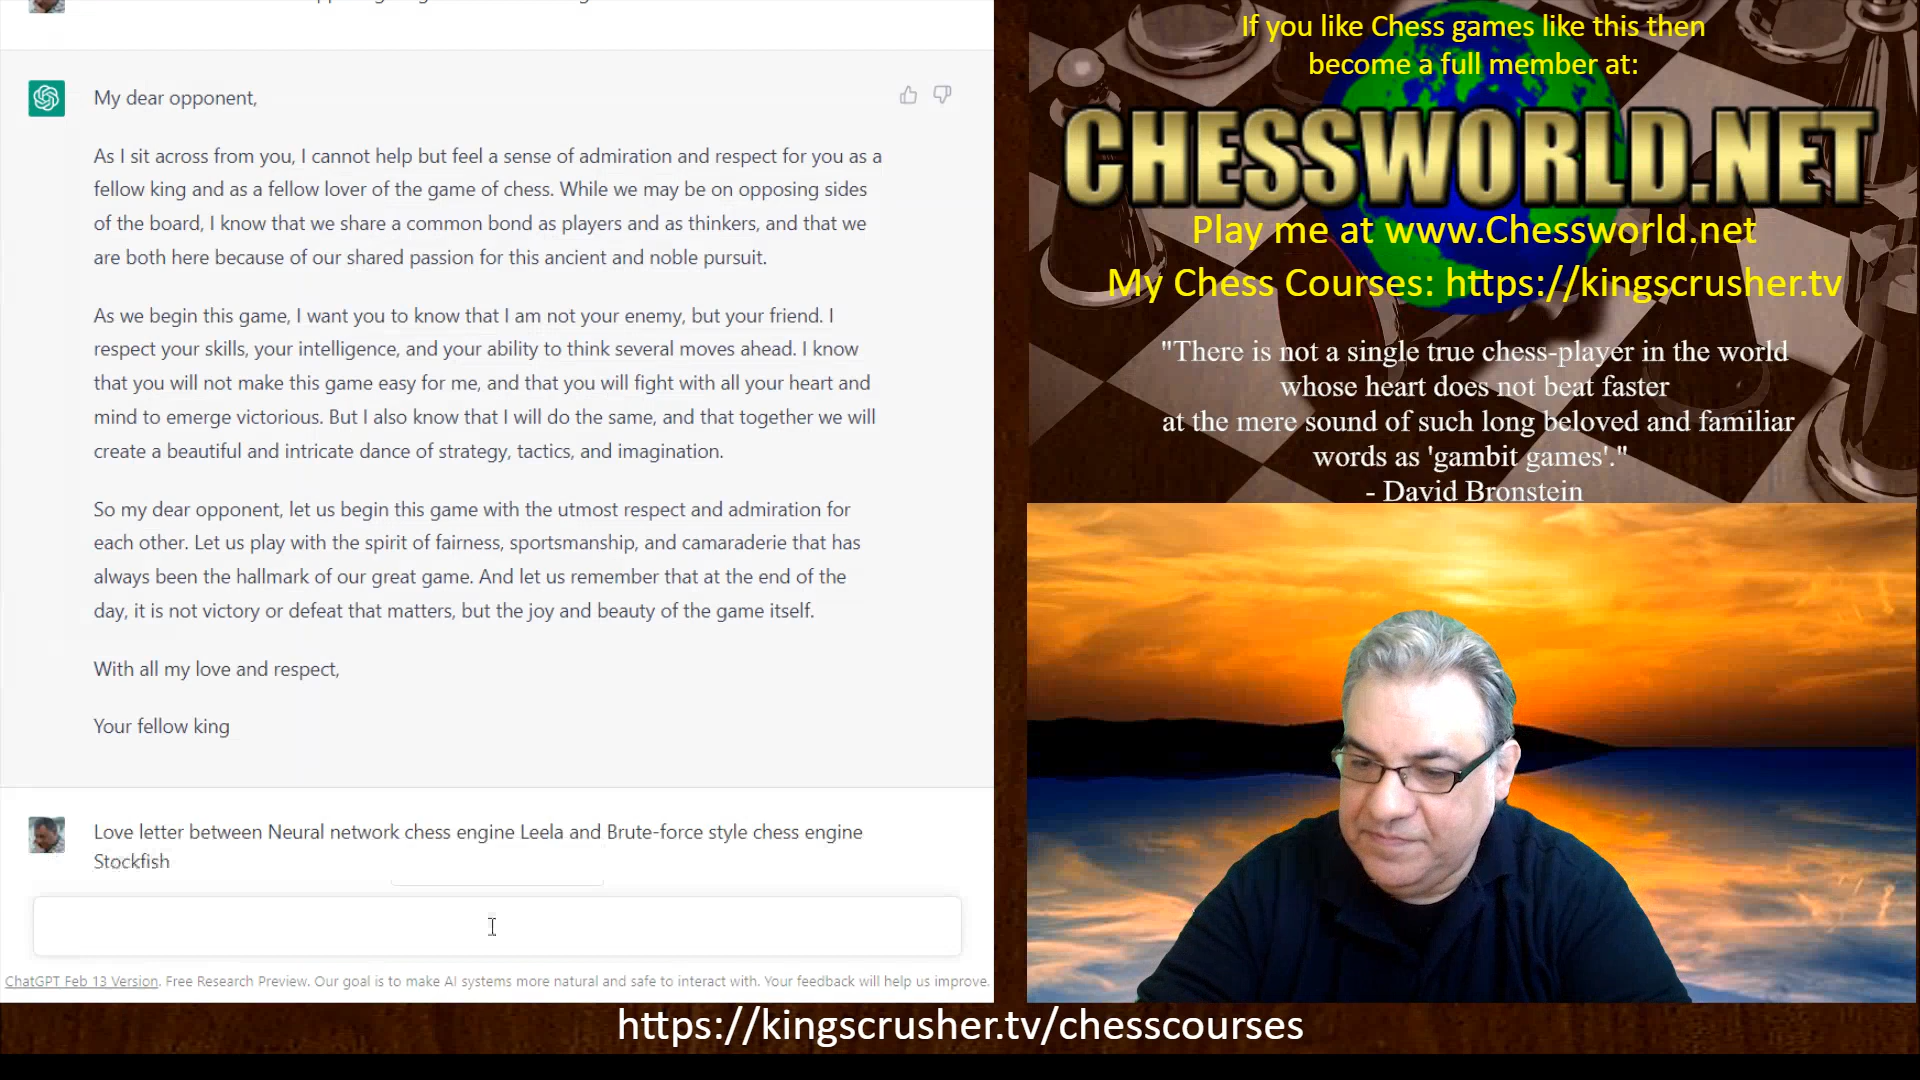 My dear opponent,
As I sit across from you, I cannot help but feel a sense of admiration and respect for you as a
fellow king and as a fellow lover of the game of chess. While we may be on opposing sides
of the board, I know that we share a common bond as players and as thinkers, and that we
are both here because of our shared passion for this ancient and noble pursuit.
As we begin this game, I want you to know that I am not your enemy, but your friend. I
respect your skills, your intelligence, and your ability to think several moves ahead. I know
that you will not make this game easy for me, and that you will fight with all your heart and
mind to emerge victorious. But I also know that I will do the same, and that together we will
create a beautiful and intricate dance of strategy, tactics, and imagination.
So my dear opponent, let us begin this game with the utmost respect and admiration for
each other. Let us play with the spirit of fairness, sportsmanship, and camaraderie that has
always been the hallmark of our great game. And let us remember that at the end of the
day, it is not victory or defeat that matters, but the joy and beauty of the game itself.
With all my love and respect,
Your fellow king
Love letter between Neural network chess engine Leela and Brute-force style chess engine
Stockfish
ChatGPT Feb 13 Version. Free Research Preview. Our goal is to make AI systems more natural and safe to interact with. Your feedback will help us improve.
If you like Chess games like this then
become a full member at:
CHESSWORLD.NET
Play me at www.Chessworld.net
My Chess Courses: https://kingscrusher.tv
"There is not a single true chess-player in the world
whose heart does not beat faster
at the mere sound of such long beloved and familiar
words as 'gambit games'."
- David Bronstein
https://kingscrusher.tv/chesscourses